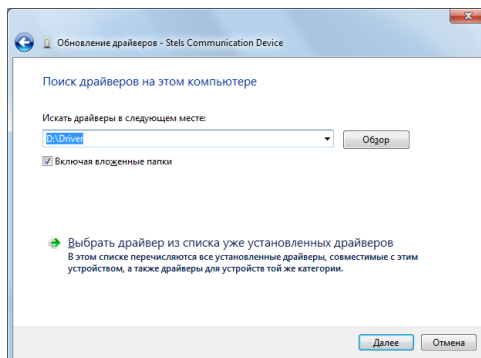 Обновление драйверов - Stels Communication Device
Поиск драйверов на этом компьютере
Искать драйверы в следующем месте:
D:\Driver
Обзор
Включая вложенные папки
Выбрать драйвер из списка уже установленных драйверов
В этом списке перечисляются все установленные драйверы, совместимые с этим
устройством, а также драйверы для устройств той же категории.
Далее
Отмена